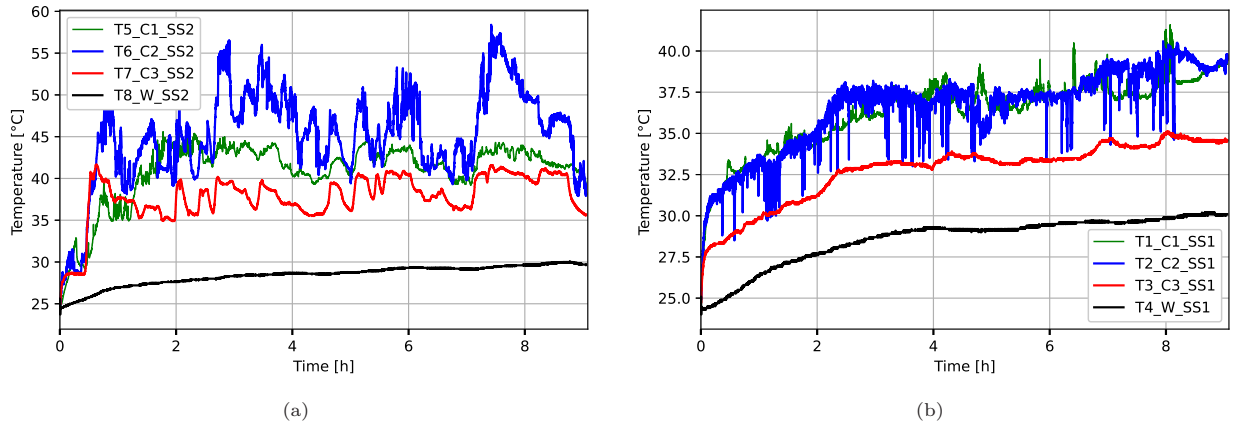 60
55
50
45
40
35
30
25
Temperature [°C]
T5_C1_SS2
T6_C2_SS2
T7_C3_SS2
T8_W_SS2
0 2 4 6 8
Time [h]
(a)
40.0
37.5
35.0
32.5
30.0
27.5
25.0
Temperature [°C]
T1_C1_SS1
T2_C2_SS1
T3_C3_SS1
T4_W_SS1
0 2 4 6 8
Time [h]
(b)